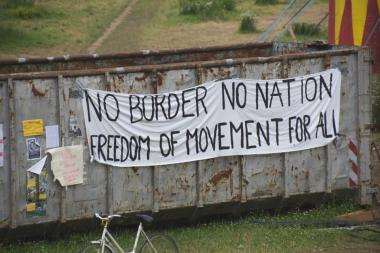 NO BORDER NO NATION
FREEDOM OF MOVEMENT FOR ALL